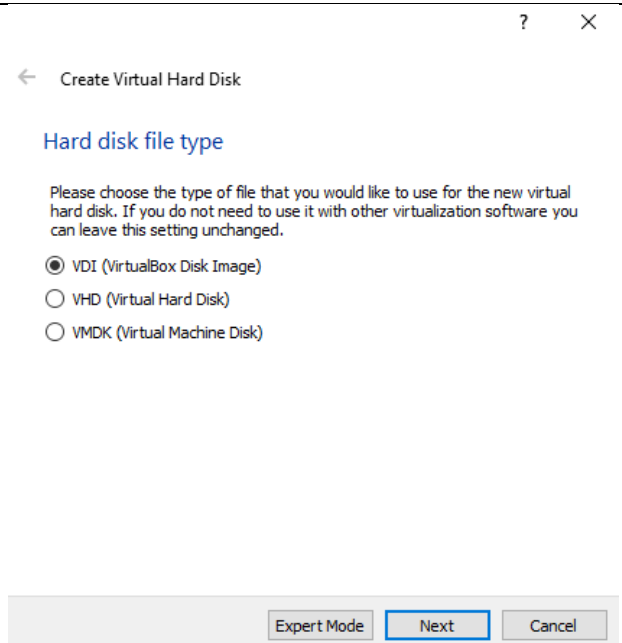 ?
Create Virtual Hard Disk
Hard disk file type
Please choose the type of file that you would like to use for the new virtual
hard disk. If you do not need to use it with other virtualization software you
can leave this setting unchanged.
VDI (VirtualBox Disk Image)
VHD (Virtual Hard Disk)
VMDK (Virtual Machine Disk)
Expert Mode Next Cancel